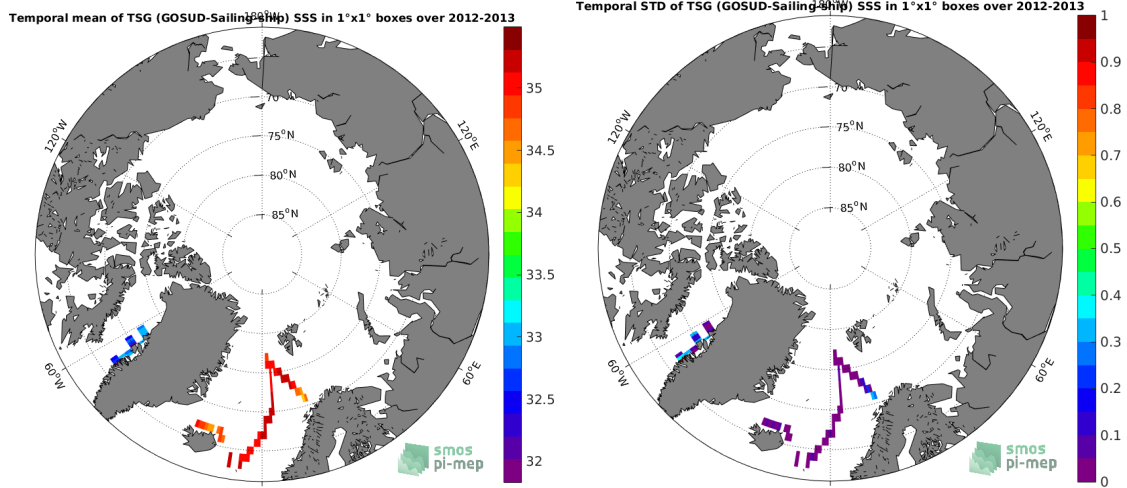 Temporal mean of TSG (GOSUD-Sailing-ship) SSS in 1°x1° boxes over 2012-2013
180°W
120°W
120°E
60°W
60°E
70
75°N
80°N
85°N
35
34.5
34
33.5
33
32.5
32
smos
pi-mep
Temporal STD of TSG (GOSUD-Sailing-ship) SSS in 1°x1° boxes over 2012-2013
180°W
120°W
120°E
60°W
60°E
70
75°N
80°N
85°N
1
0.9
0.8
0.7
0.6
0.5
0.4
0.3
0.2
0.1
0
smos
pi-mep